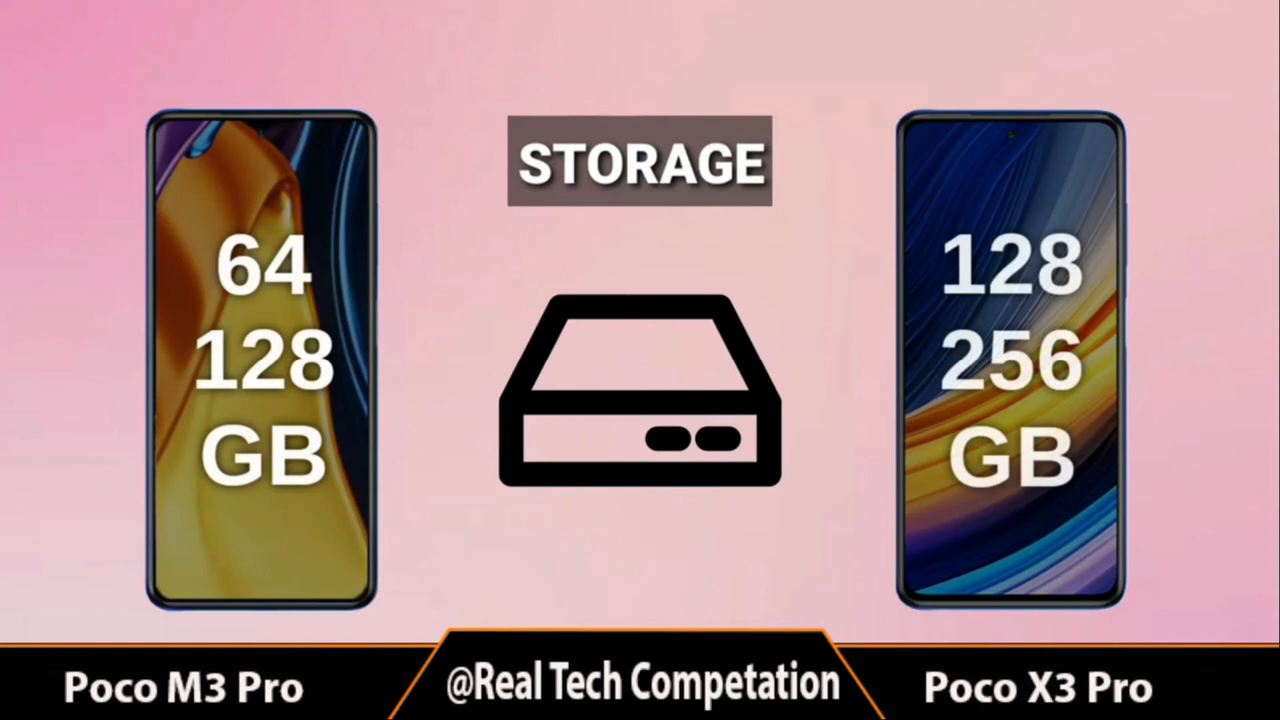 STORAGE
64
128
GB
128
256
GB
Poco M3 Pro
@Real Tech Competation
Poco X3 Pro